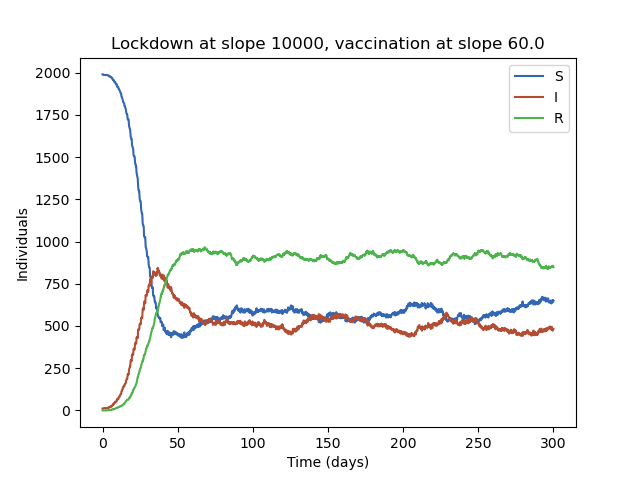 Lockdown at slope 10000, vaccination at slope 60.0
S
I
R
Individuals
2000
1750
1500
1250
1000
750
500
250
0
0 50 100 150 200 250 300
Time (days)